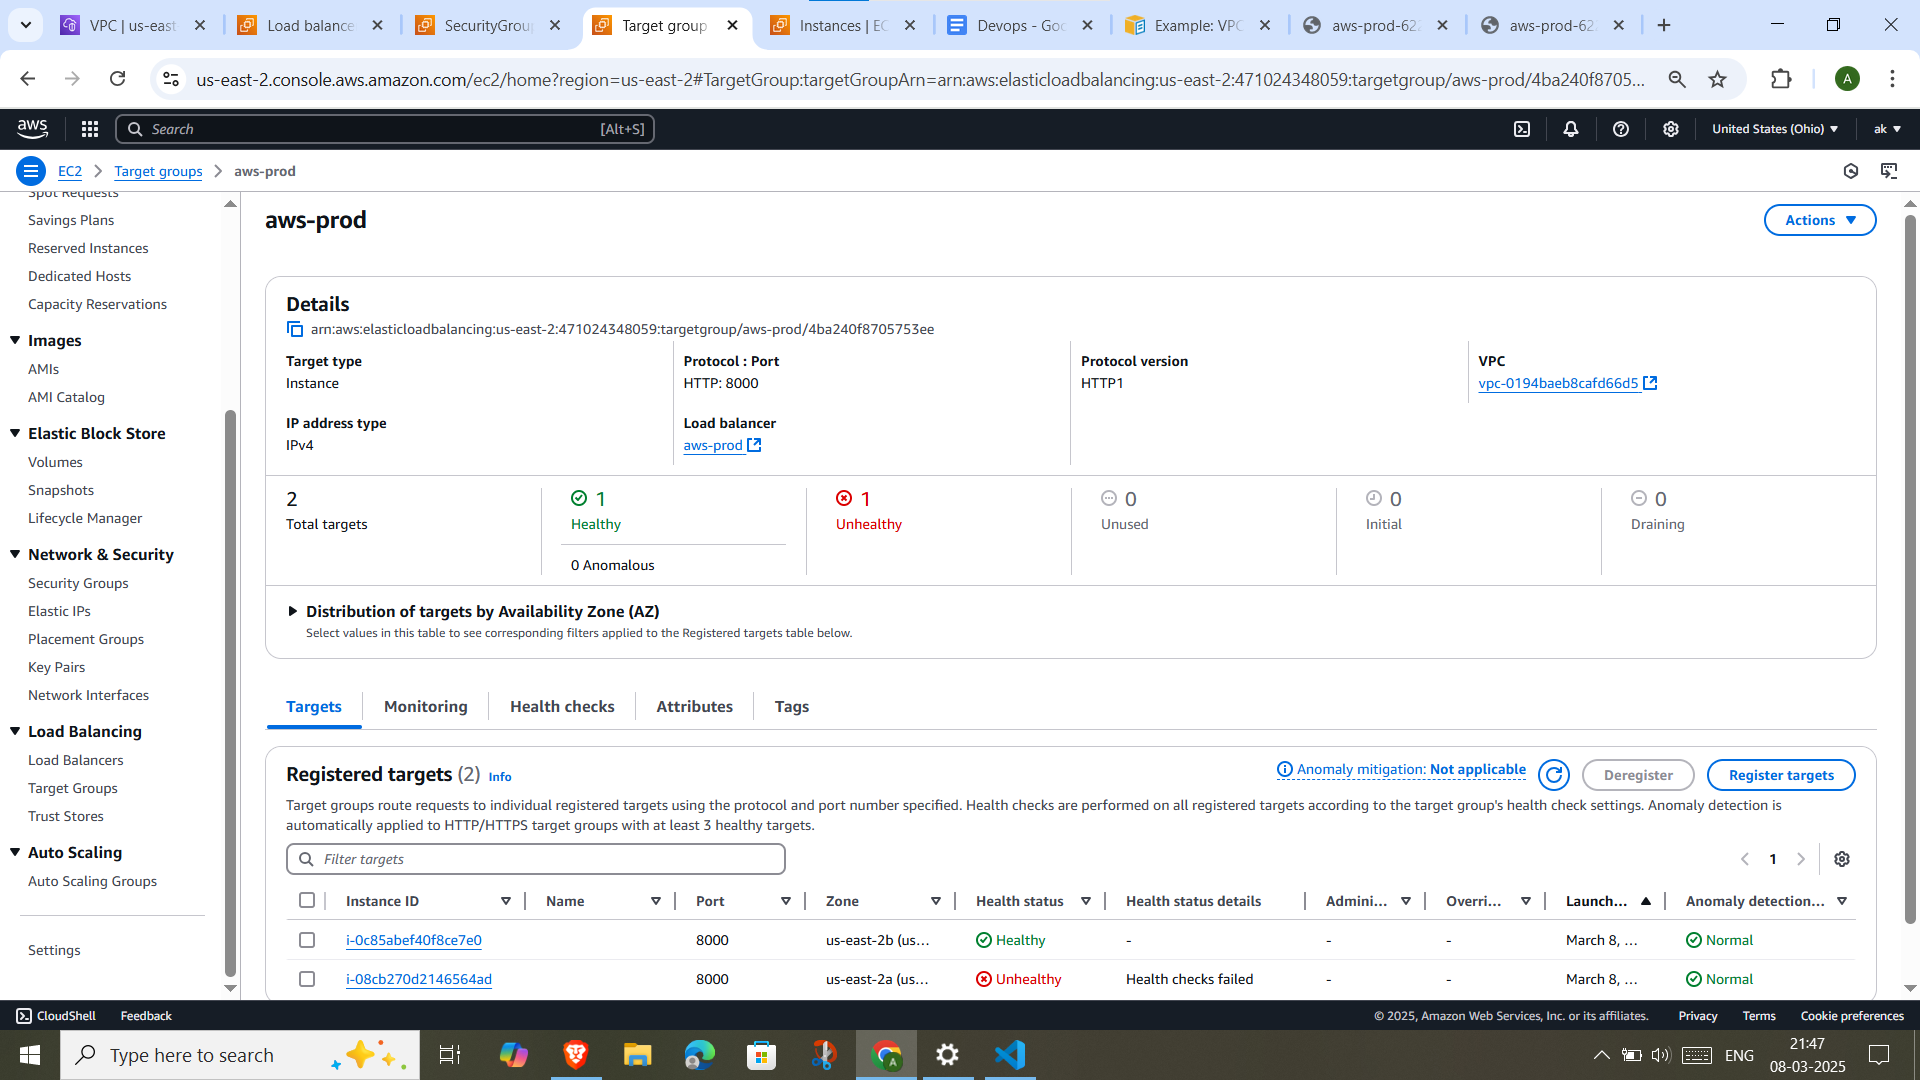 VPC | us-east
Load balance
SecurityGrou
Target group
Instances | EC
Devops - Goo
Example: VPC
aws-prod-622
aws-prod-622
us-east-2.console.aws.amazon.com/ec2/home?region=us-east-2#TargetGroup:targetGroupArn=arn:aws:elasticloadbalancing:us-east-2:471024348059:targetgroup/aws-prod/4ba240f8705...
A
aws
Search
[Alt+S]
United States (Ohio)
ak
EC2
Target groups
aws-prod
Spot Requests
Savings Plans
Reserved Instances
Dedicated Hosts
Capacity Reservations
Images
AMIs
AMI Catalog
Elastic Block Store
Volumes
Snapshots
Lifecycle Manager
Network & Security
Security Groups
Elastic IPs
Placement Groups
Key Pairs
Network Interfaces
Load Balancing
Load Balancers
Target Groups
Trust Stores
Auto Scaling
Auto Scaling Groups
Settings
aws-prod
Actions
Details
arn:aws:elasticloadbalancing:us-east-2:471024348059:targetgroup/aws-prod/4ba240f8705753ee
Target type
Instance
Protocol : Port
HTTP: 8000
Protocol version
HTTP1
VPC
vpc-0194baeb8cafd66d5
IP address type
IPv4
Load balancer
aws-prod
2
Total targets
1
Healthy
0 Anomalous
1
Unhealthy
0
Unused
0
Initial
0
Draining
Distribution of targets by Availability Zone (AZ)
Select values in this table to see corresponding filters applied to the Registered targets table below.
Targets
Monitoring
Health checks
Attributes
Tags
Registered targets (2) Info
Anomaly mitigation: Not applicable
Deregister
Register targets
Target groups route requests to individual registered targets using the protocol and port number specified. Health checks are performed on all registered targets according to the target group's health check settings. Anomaly detection is
automatically applied to HTTP/HTTPS target groups with at least 3 healthy targets.
Filter targets
1
Instance ID Name Port Zone Health status Health status details Admini... Overri... Launch... Anomaly detection...
i-0c85abef40f8ce7e0 8000 us-east-2b (us... Healthy - - - March 8, ... Normal
i-08cb270d2146564ad 8000 us-east-2a (us... Unhealthy Health checks failed - - March 8, ... Normal
CloudShell
Feedback
© 2025, Amazon Web Services, Inc. or its affiliates.
Privacy
Terms
Cookie preferences
Type here to search
A
ENG
21:47
08-03-2025